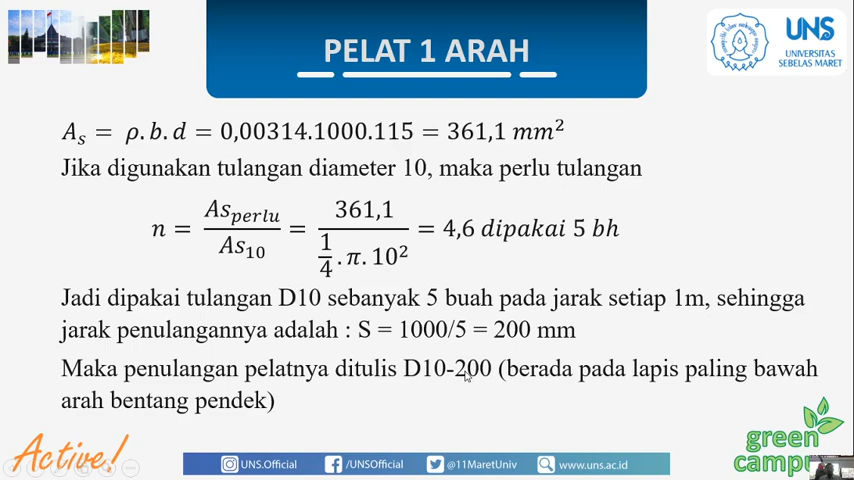 PELAT 1 ARAH
UNS
UNIVERSITAS
SEBELAS MARET
A_s = ρ.b.d = 0,00314.1000.115 = 361,1 mm²
Jika digunakan tulangan diameter 10, maka perlu tulangan
n = As_perlu / As_10 = 361,1 / (1/4 .π.10²) = 4,6 dipakai 5 bh
Jadi dipakai tulangan D10 sebanyak 5 buah pada jarak setiap 1m, sehingga
jarak penulangannya adalah : S = 1000/5 = 200 mm
Maka penulangan pelatnya ditulis D10-200 (berada pada lapis paling bawah
arah bentang pendek)
Active!
UNS.Official /UNSOfficial @11MaretUniv www.uns.ac.id
green